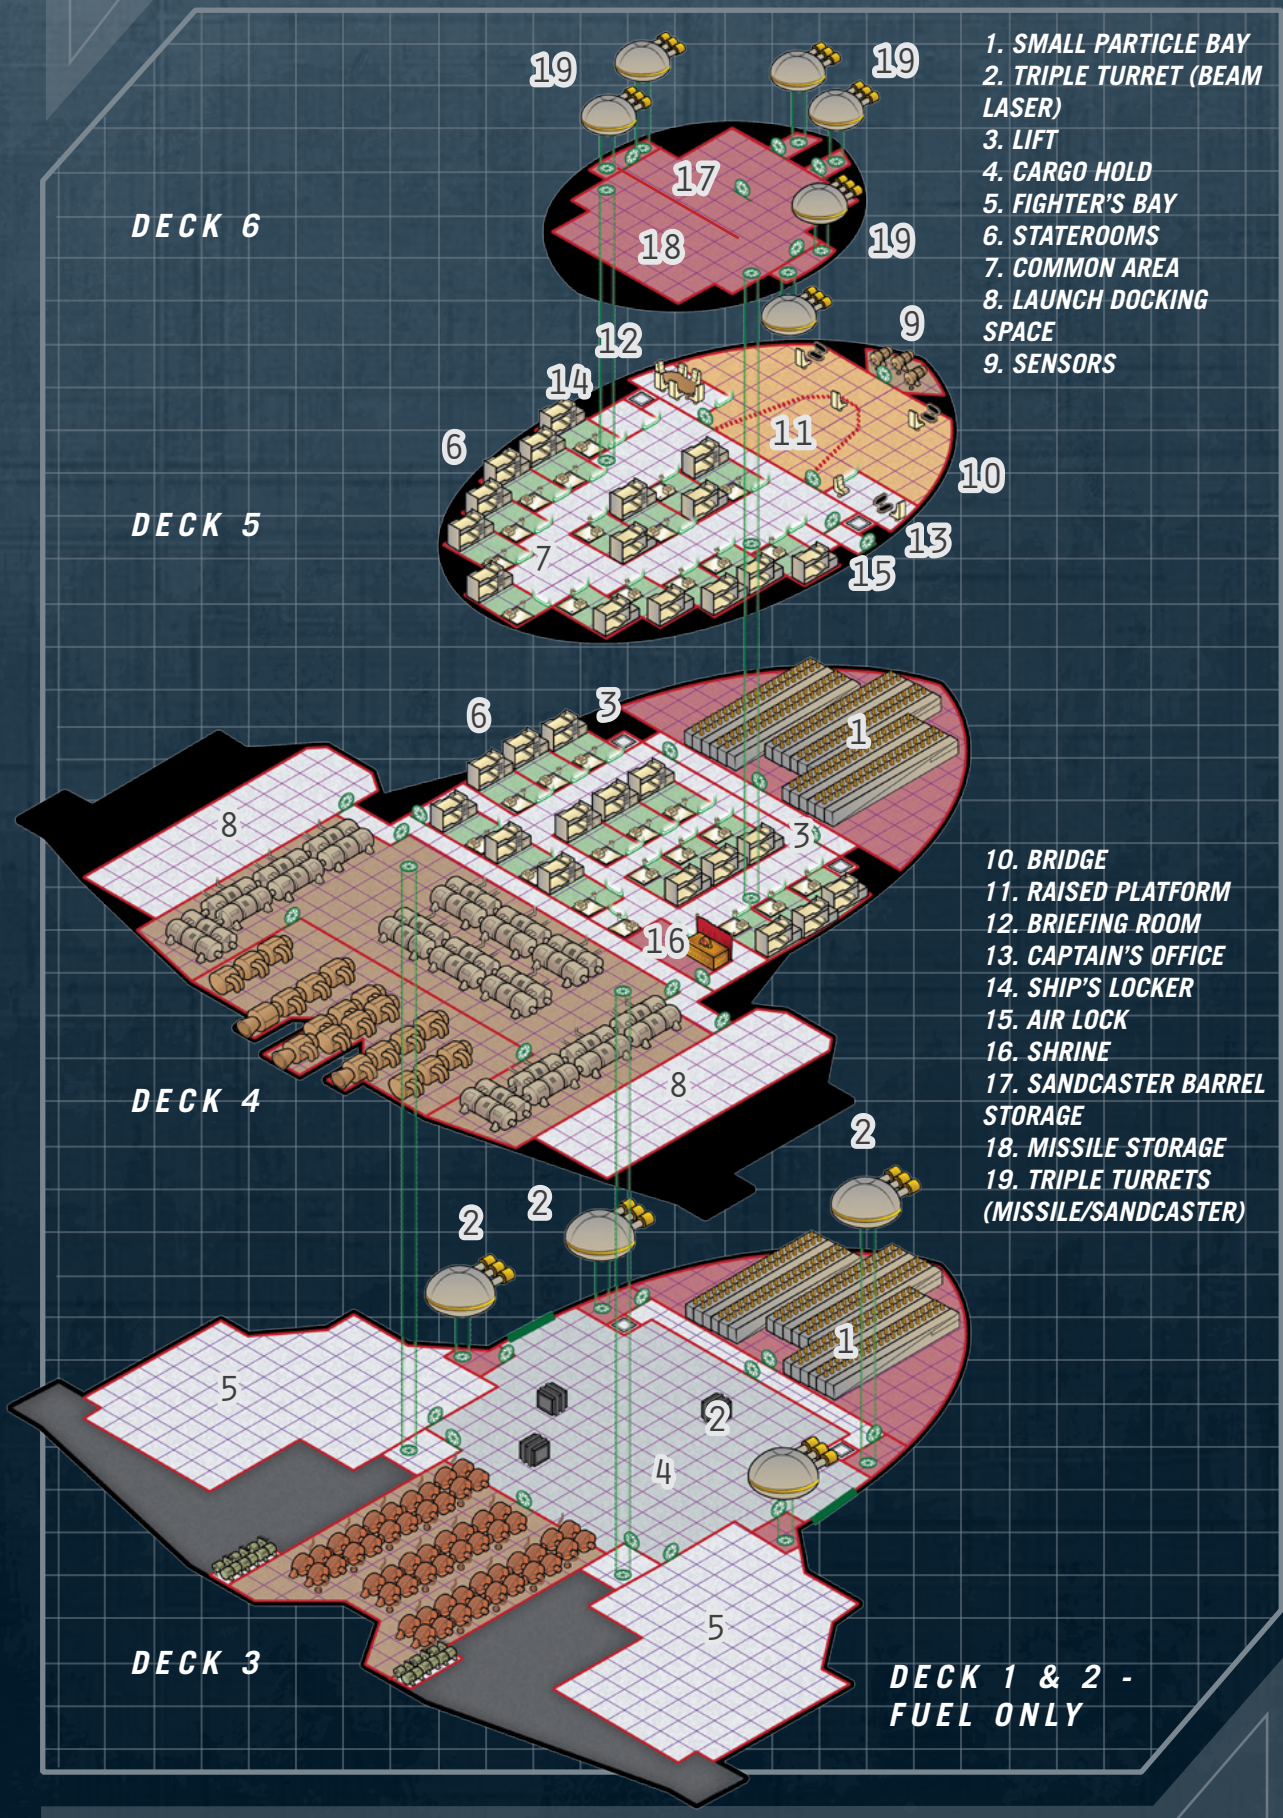 19
19
1. SMALL PARTICLE BAY
2. TRIPLE TURRET (BEAM
LASER)
3. LIFT
4. CARGO HOLD
5. FIGHTER'S BAY
6. STATEROOMS
7. COMMON AREA
8. LAUNCH DOCKING
SPACE
9. SENSORS
17
DECK 6
18
19
12
9
14
6
11
10
DECK 5
13
7
15
6
3
1
8
3
10. BRIDGE
11. RAISED PLATFORM
12. BRIEFING ROOM
13. CAPTAIN'S OFFICE
14. SHIP'S LOCKER
15. AIR LOCK
16. SHRINE
17. SANDCASTER BARREL
STORAGE
18. MISSILE STORAGE
19. TRIPLE TURRETS
(MISSILE/SANDCASTER)
16
8
DECK 4
2
2
2
1
5
2
4
5
DECK 3
DECK 1 & 2 -
FUEL ONLY